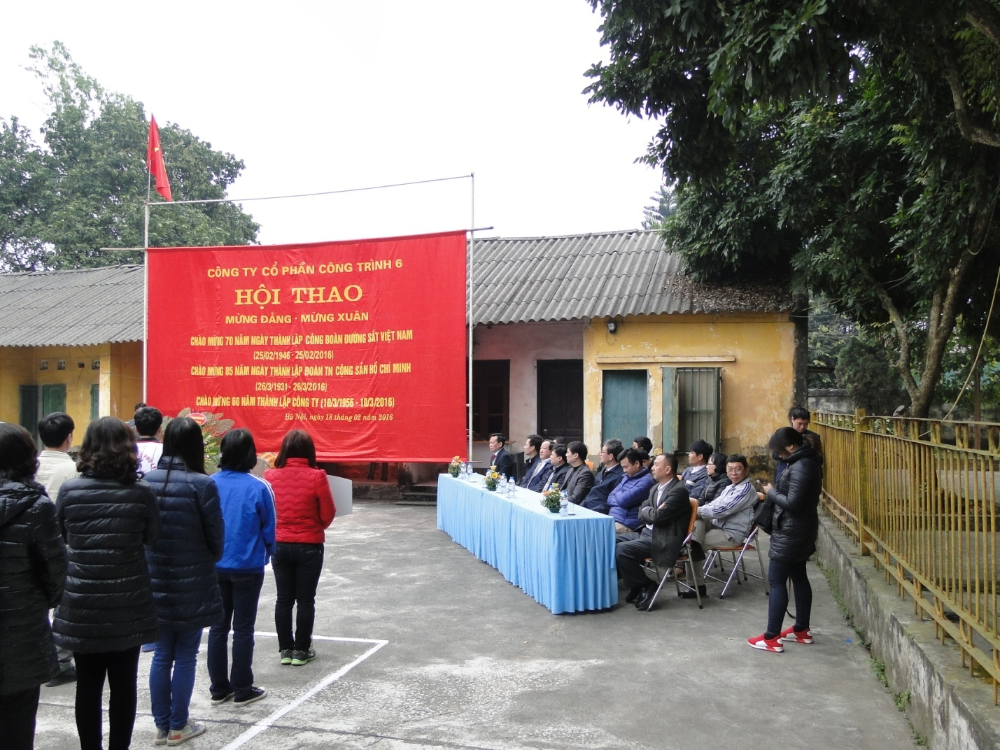 CÔNG TY CỔ PHẦN CÔNG TRÌNH 6
HỘI THAO
MỪNG ĐẢNG - MỪNG XUÂN
CHÀO MỪNG 70 NĂM NGÀY THÀNH LẬP CÔNG ĐOÀN ĐƯỜNG SẮT VIỆT NAM
(25/02/1946 - 25/02/2016)
CHÀO MỪNG 85 NĂM NGÀY THÀNH LẬP ĐOÀN TN CỘNG SẢN HỒ CHÍ MINH
(26/3/1931 - 26/3/2016)
CHÀO MỪNG 60 NĂM THÀNH LẬP CÔNG TY (10/3/1956 - 10/3/2016)
Hà Nội, ngày 18 tháng 02 năm 2016